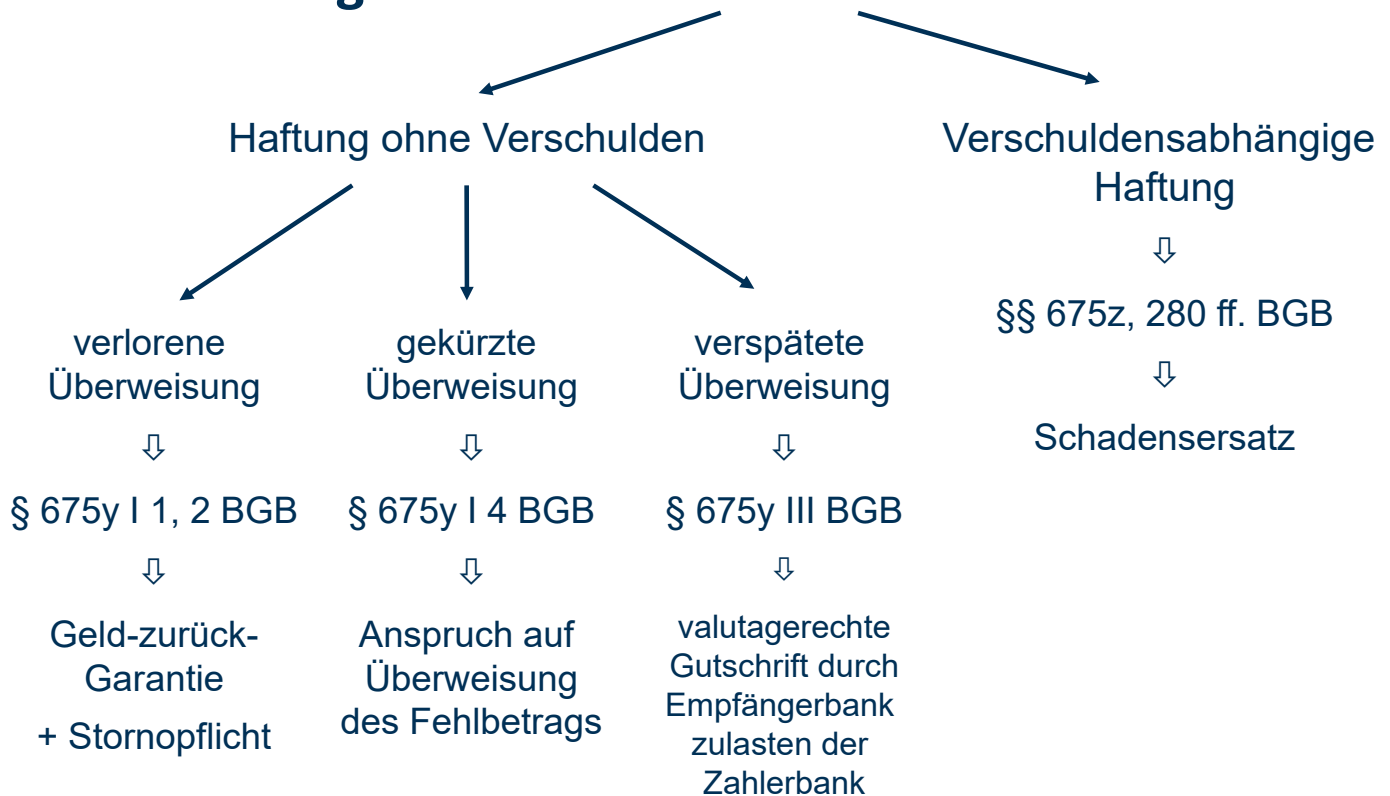 Haftung ohne Verschulden
Verschuldensabhängige
Haftung
⇩
§§ 675z, 280 ff. BGB
⇩
Schadensersatz
verlorene
Überweisung
⇩
§ 675y I 1, 2 BGB
⇩
Geld-zurück-
Garantie
+ Stornopflicht
gekürzte
Überweisung
⇩
§ 675y I 4 BGB
⇩
Anspruch auf
Überweisung
des Fehlbetrags
verspätete
Überweisung
⇩
§ 675y III BGB
⇩
valutagerechte
Gutschrift durch
Empfängerbank
zulasten der
Zahlerbank